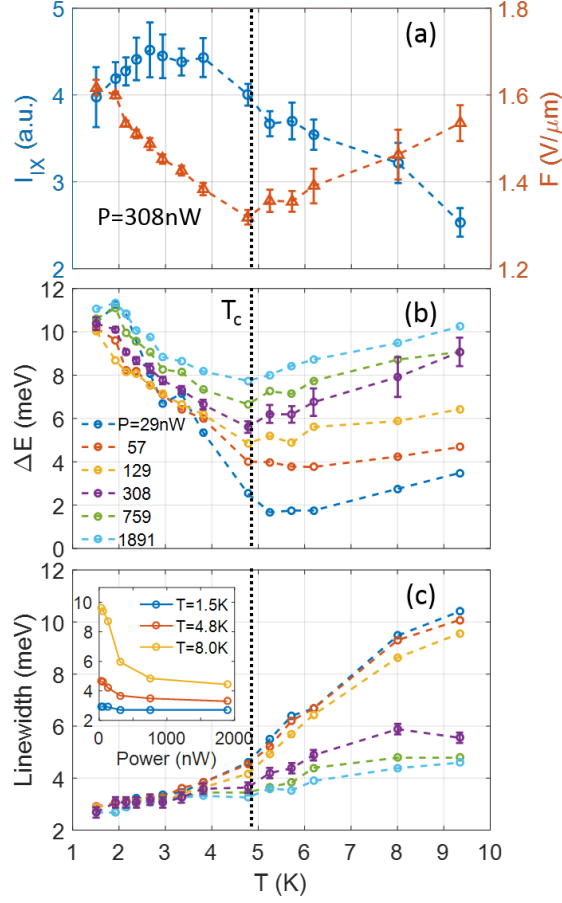 5
4
3
2
I_IX (a.u.)
(a)
P=308nW
1.8
1.6
1.4
1.2
F (V/μm)
12
10
8
6
4
2
0
ΔE (meV)
T_c
(b)
P=29nW
57
129
308
759
1891
12
10
8
6
4
2
Linewidth (meV)
(c)
10
8
6
4
2
0 1000 2000
Power (nW)
T=1.5K
T=4.8K
T=8.0K
1 2 3 4 5 6 7 8 9 10
T (K)